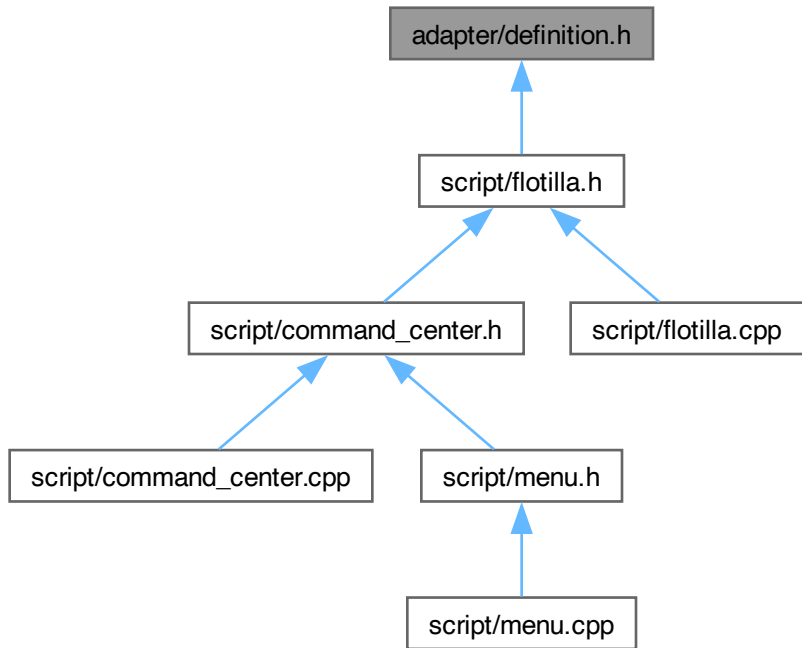 adapter/definition.h
script/flotilla.h
script/command_center.h
script/flotilla.cpp
script/command_center.cpp
script/menu.h
script/menu.cpp